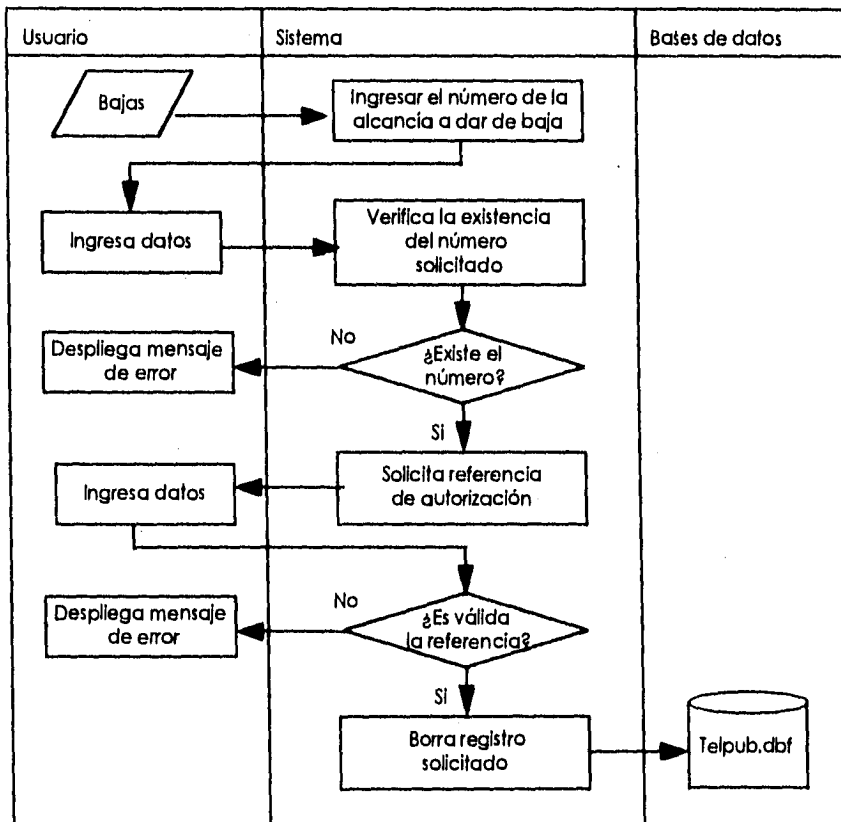 Usuario
Sistema
Bases de datos
Bajas
Ingresar el número de la
alcancía a dar de baja
Ingresa datos
Verifica la existencia
del número
solicitado
No
Despliega mensaje
de error
¿Existe el
número?
Si
Ingresa datos
Solicita referencia
de autorización
No
Despliega mensaje
de error
¿Es válida
la referencia?
Si
Borra registro
solicitado
Telpub.dbf